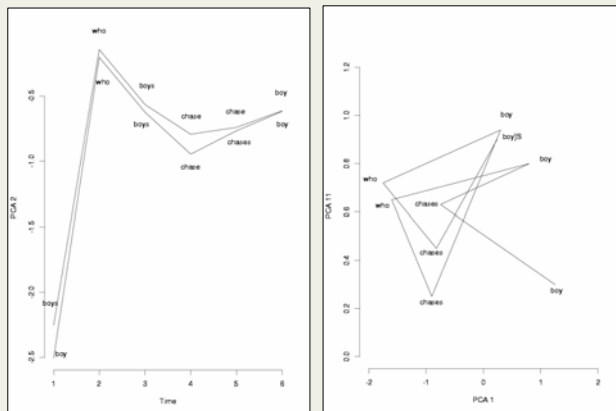 who
who
boys
boys
chase
chase
chase
chases
boy
boy
boys
boy
-0.5
-1.0
-1.5
-2.0
-2.5
PCA 2
1 2 3 4 5 6
Time
boy
boy]S
boy
who
who
chases
chases
chases
boy
1.2
1.0
0.8
0.6
0.4
0.2
0.0
PCA 11
-2 -1 0 1 2
PCA 1